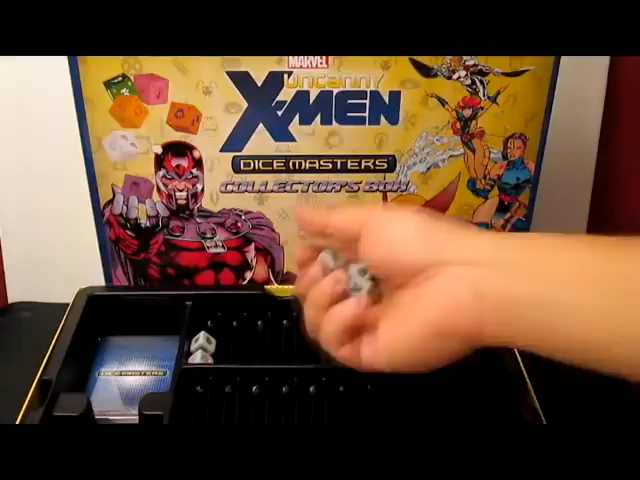 MARVEL
UNCANNY
X-MEN
DICE MASTERS
COLLECTOR'S BOX
DICE MASTERS